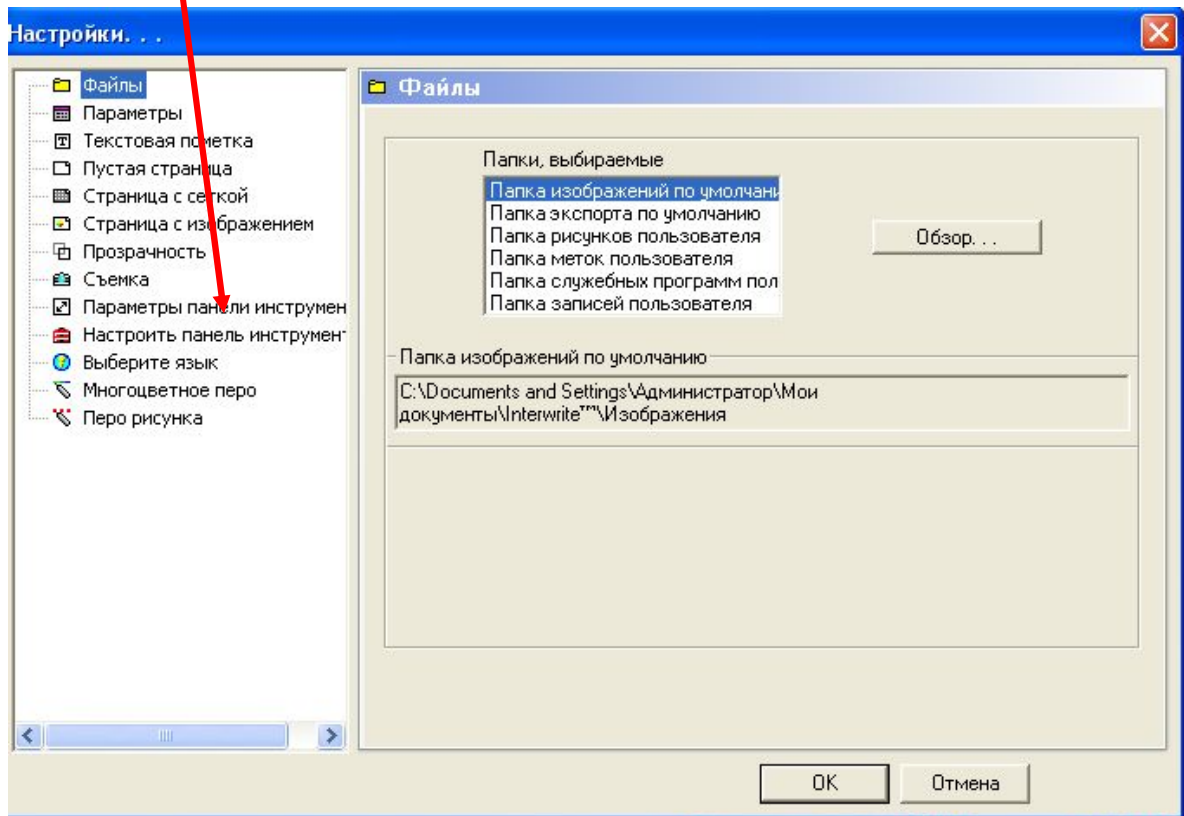 Настройки. . .
Файлы
Параметры
Текстовая пометка
Пустая страница
Страница с сеткой
Страница с изображением
Прозрачность
Съемка
Параметры панели инструмен
Настроить панель инструмент
Выберите язык
Многоцветное перо
Перо рисунка
Файлы
Папки, выбираемые
Папка изображений по умолчани
Папка экспорта по умолчанию
Папка рисунков пользователя
Папка меток пользователя
Папка служебных программ пол
Папка записей пользователя
Обзор. . .
Папка изображений по умолчанию
C:\Documents and Settings\Администратор\Мои
документы\Interwrite™\Изображения
OK
Отмена